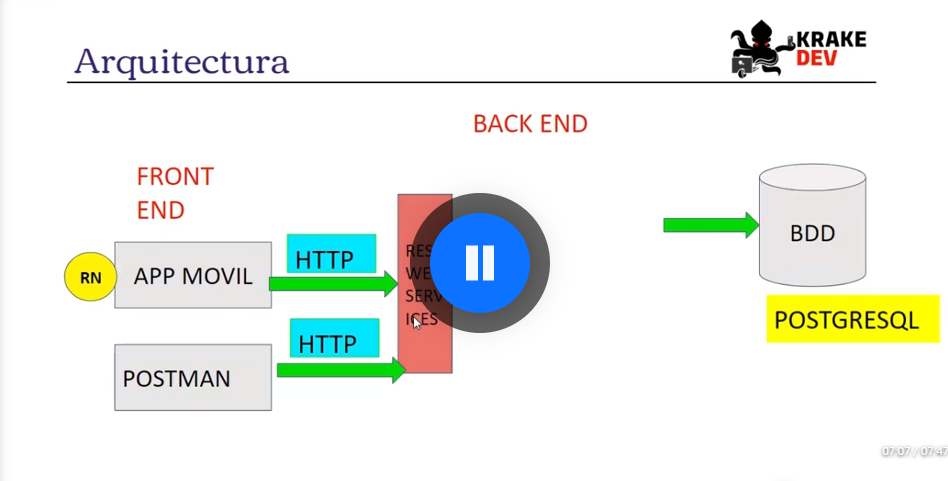 Arquitectura
KRAKE
DEV
BACK END
FRONT
END
BDD
RN
APP MOVIL
HTTP
POSTMAN
HTTP
ICES
POSTGRESQL
07:07 / 07:47